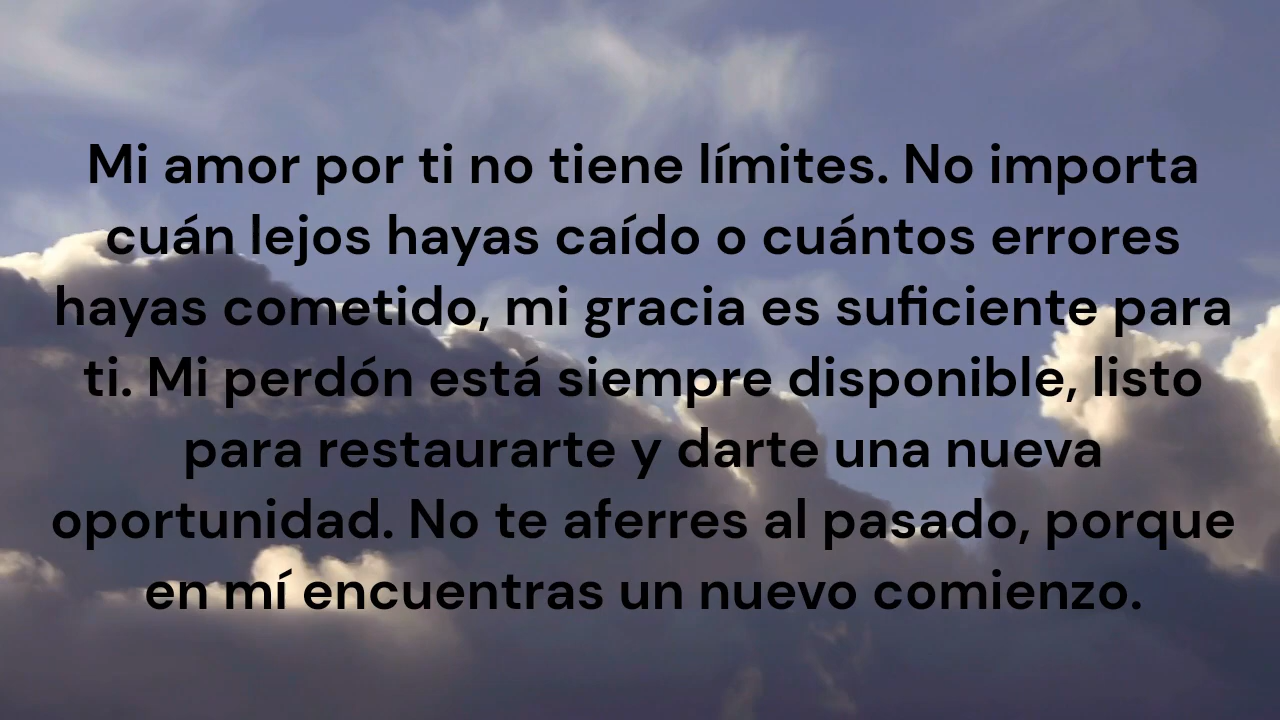 Mi amor por ti no tiene límites. No importa
cuán lejos hayas caído o cuántos errores
hayas cometido, mi gracia es suficiente para
ti. Mi perdón está siempre disponible, listo
para restaurarte y darte una nueva
oportunidad. No te aferres al pasado, porque
en mí encuentras un nuevo comienzo.